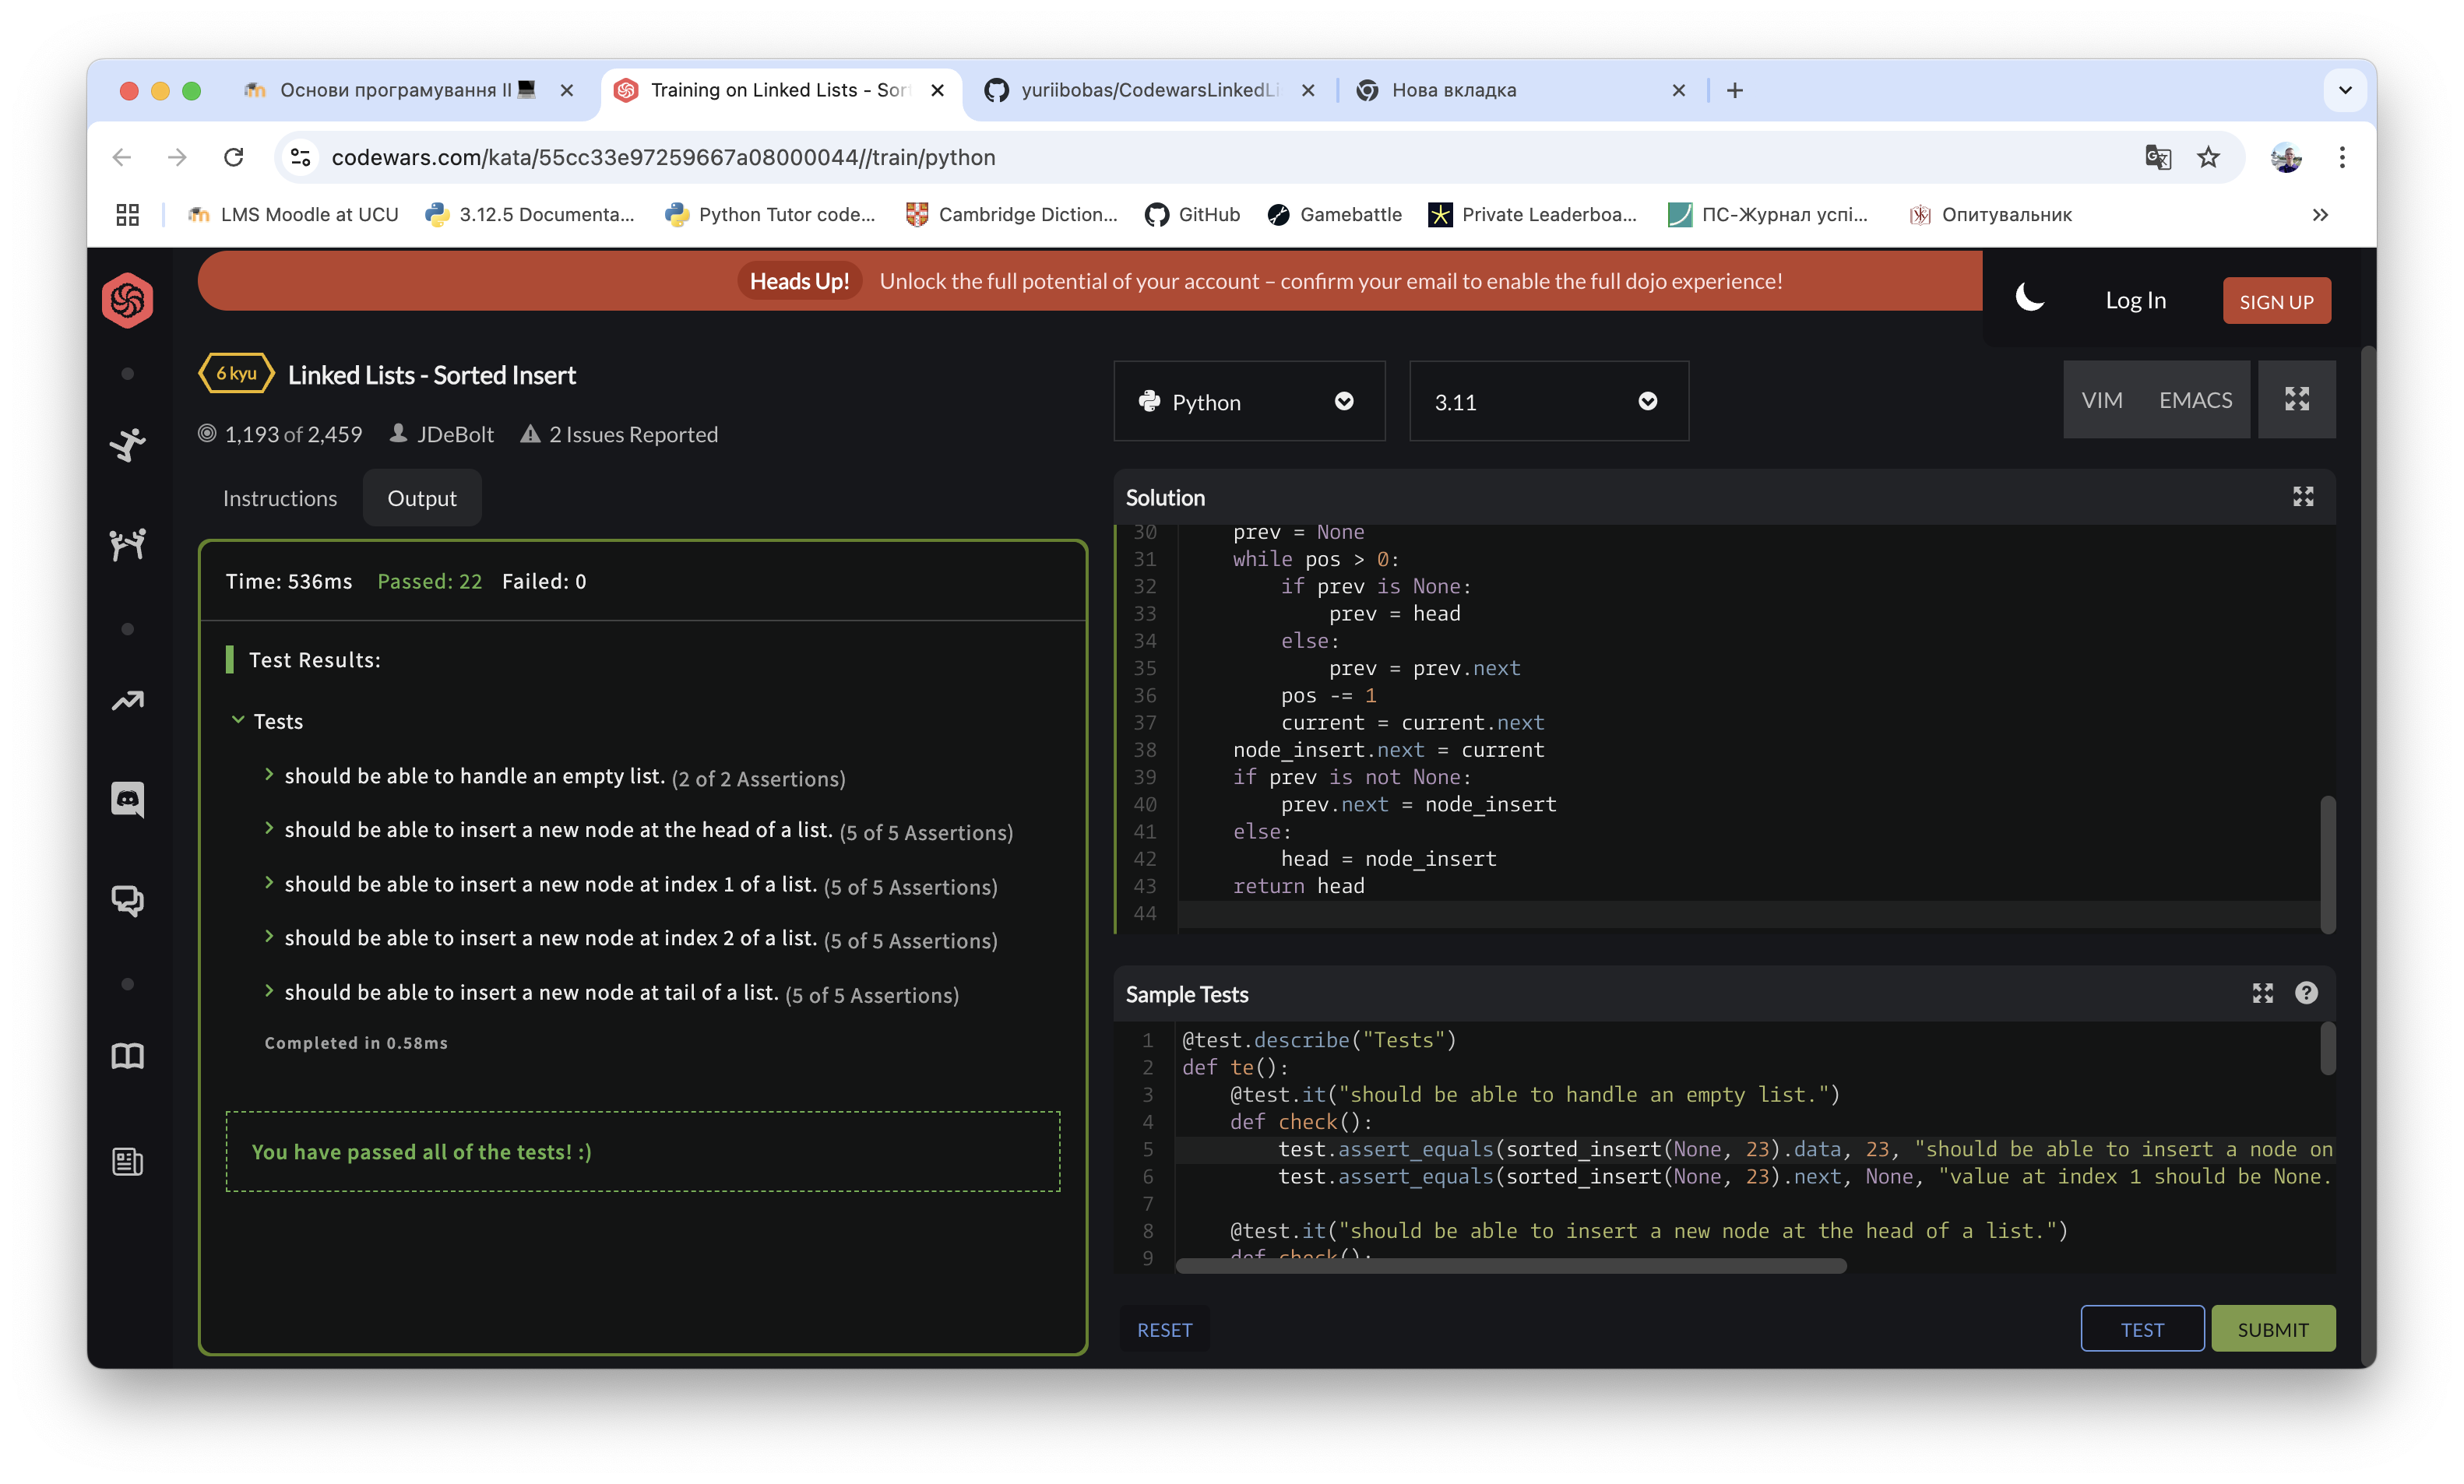 Основи програмування ІІ
Training on Linked Lists - Sor
yuriibobas/CodewarsLinkedLi
Нова вкладка
codewars.com/kata/55cc33e97259667a08000044//train/python
LMS Moodle at UCU
3.12.5 Documenta...
Python Tutor code...
Cambridge Diction...
GitHub
Gamebattle
Private Leaderboa...
ПС-Журнал успі...
Опитувальник
Heads Up! Unlock the full potential of your account – confirm your email to enable the full dojo experience!
Log In
SIGN UP
6 kyu
Linked Lists - Sorted Insert
1,193 of 2,459 JDeBolt 2 Issues Reported
Python
3.11
VIM EMACS
Instructions
Output
Time: 536ms Passed: 22 Failed: 0
Test Results:
Tests
should be able to handle an empty list. (2 of 2 Assertions)
should be able to insert a new node at the head of a list. (5 of 5 Assertions)
should be able to insert a new node at index 1 of a list. (5 of 5 Assertions)
should be able to insert a new node at index 2 of a list. (5 of 5 Assertions)
should be able to insert a new node at tail of a list. (5 of 5 Assertions)
Completed in 0.58ms
You have passed all of the tests! :)
Solution
30 prev = None
31 while pos > 0:
32 if prev is None:
33 prev = head
34 else:
35 prev = prev.next
36 pos -= 1
37 current = current.next
38 node_insert.next = current
39 if prev is not None:
40 prev.next = node_insert
41 else:
42 head = node_insert
43 return head
44
Sample Tests
1 @test.describe("Tests")
2 def te():
3 @test.it("should be able to handle an empty list.")
4 def check():
5 test.assert_equals(sorted_insert(None, 23).data, 23, "should be able to insert a node on
6 test.assert_equals(sorted_insert(None, 23).next, None, "value at index 1 should be None.
7
8 @test.it("should be able to insert a new node at the head of a list.")
9 def check():
RESET
TEST
SUBMIT